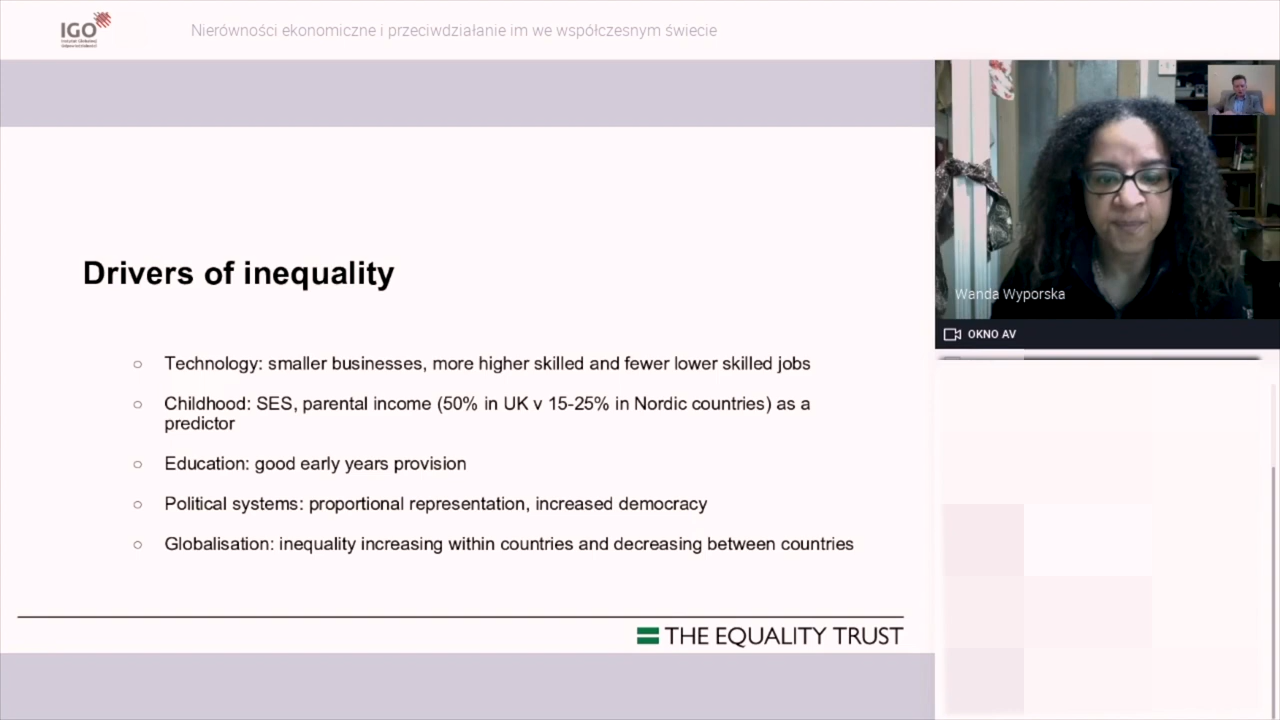 IGO
Nierówności ekonomiczne i przeciwdziałanie im we współczesnym świecie
Drivers of inequality
○ Technology: smaller businesses, more higher skilled and fewer lower skilled jobs
○ Childhood: SES, parental income (50% in UK v 15-25% in Nordic countries) as a
predictor
○ Education: good early years provision
○ Political systems: proportional representation, increased democracy
○ Globalisation: inequality increasing within countries and decreasing between countries
THE EQUALITY TRUST
Wanda Wyporska
OKNO AV